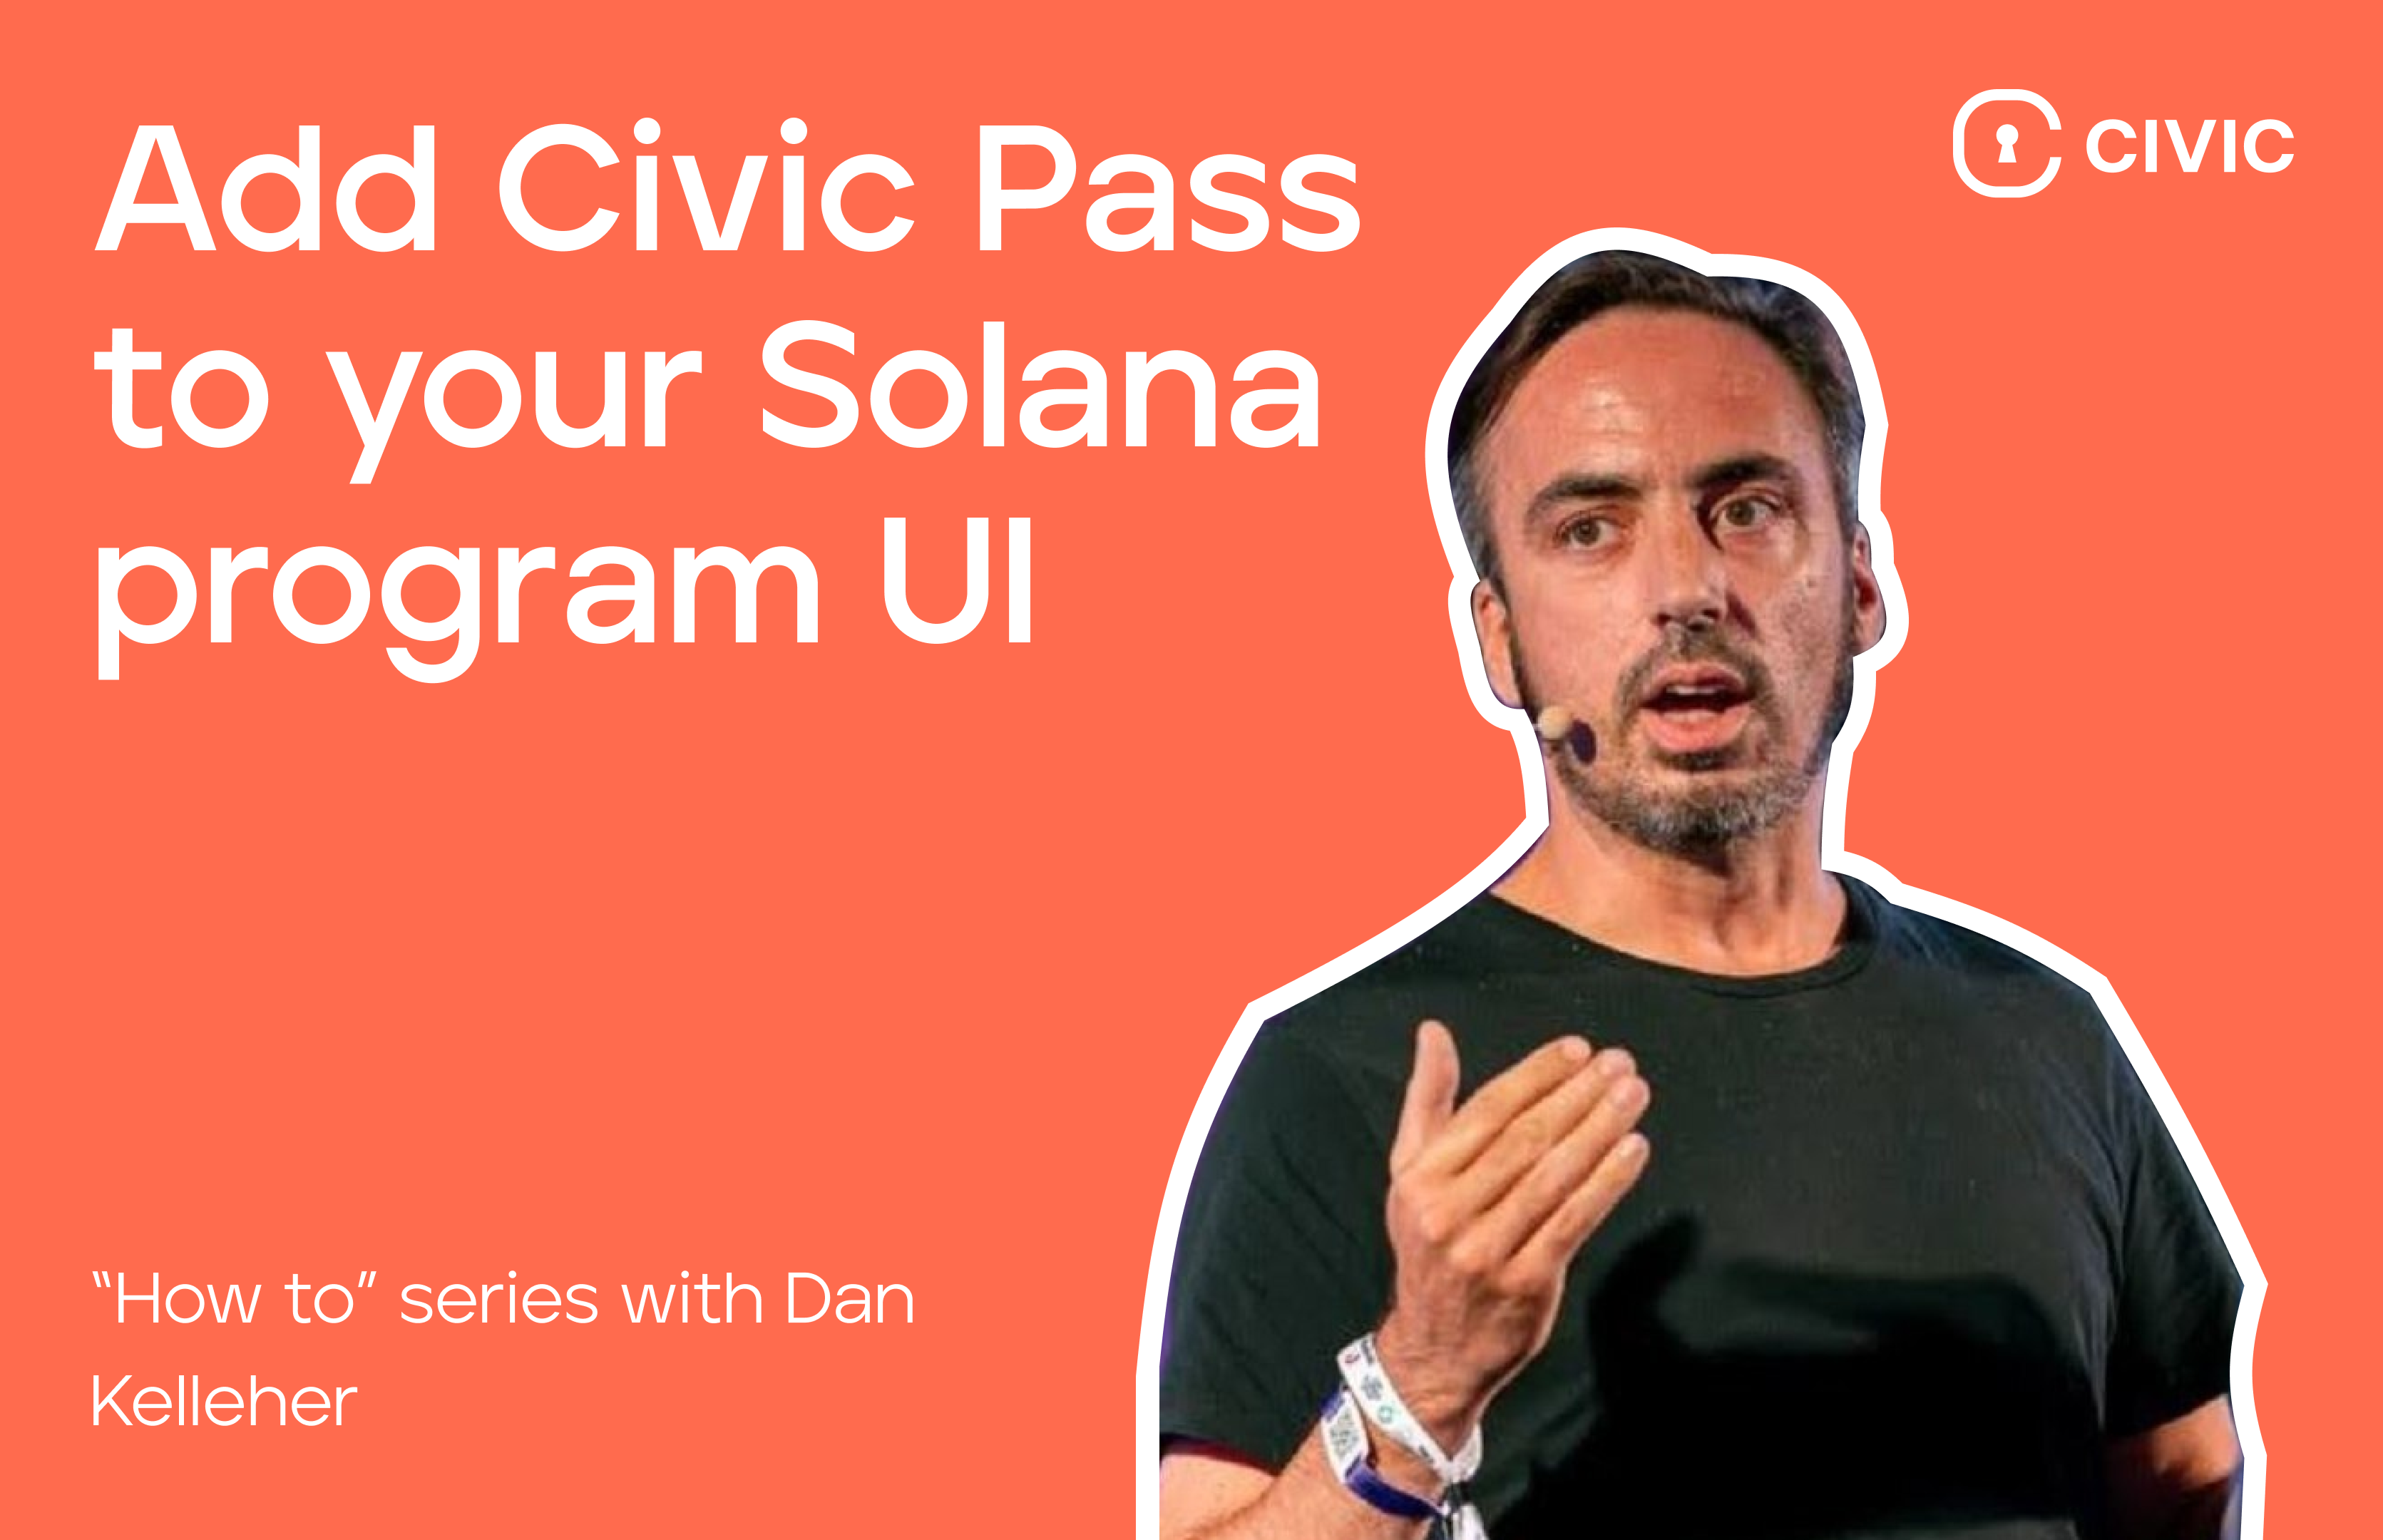 Add Civic Pass
to your Solana
program UI
CIVIC
“How to” series with Dan
Kelleher